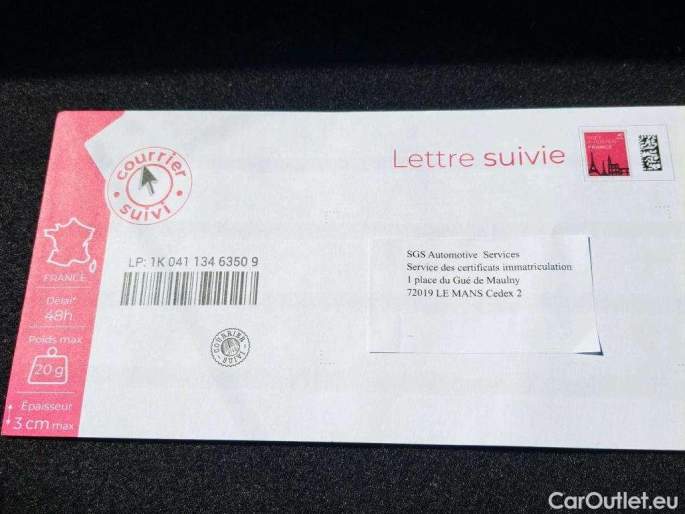 courrier
suivi
Lettre suivie
FRANCE
LP: 1K 041 134 6350 9
SGS Automotive Services
Service des certificats immatriculation
1 place du Gué de Maulny
72019 LE MANS Cedex 2
FRANCE
Délai*
48h
Poids max
20 g
Épaisseur
3 cm max
CarOutlet.eu